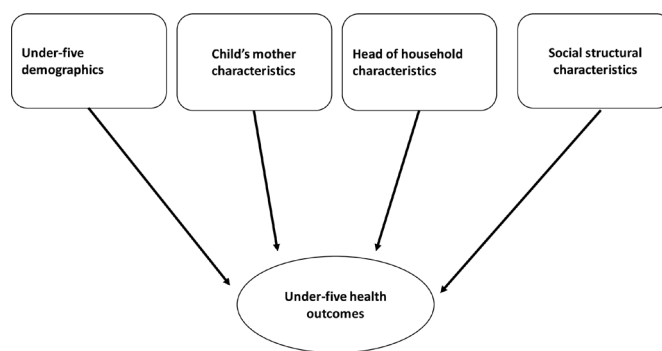 Under-five
demographics
Child's mother
characteristics
Head of household
characteristics
Social structural
characteristics
Under-five health
outcomes